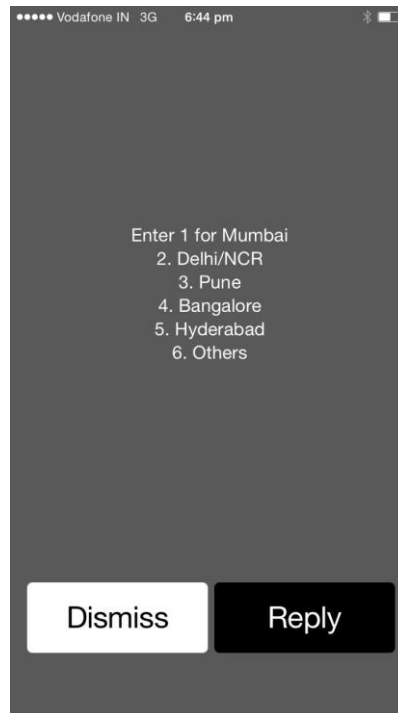 Vodafone IN 3G 6:44 pm
Enter 1 for Mumbai
2. Delhi/NCR
3. Pune
4. Bangalore
5. Hyderabad
6. Others
Dismiss Reply